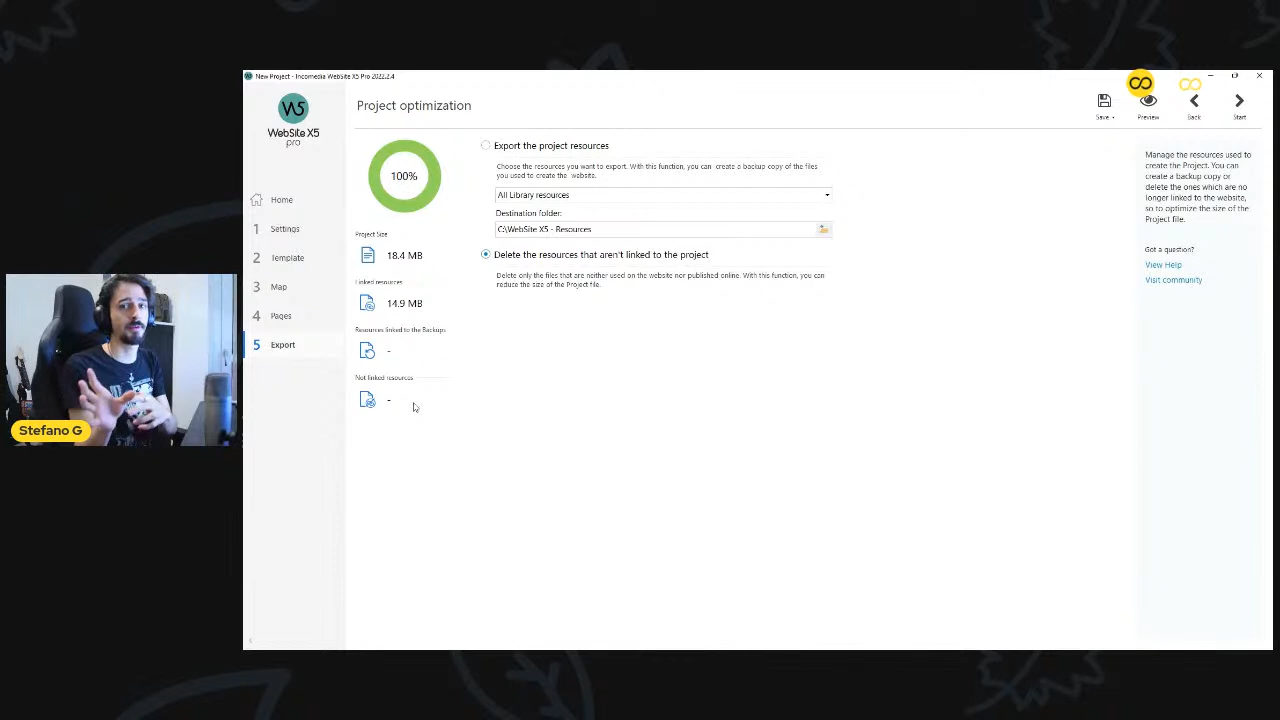 New Project - Incomedia WebSite X5 Pro 2022.2.4
W5
WebSite X5
pro
Project optimization
Save
Preview
Back
Start
Home
1 Settings
2 Template
3 Map
4 Pages
5 Export
100%
Project Size
18.4 MB
Linked resources
14.9 MB
Resources linked to the Backups
-
Not linked resources
-
Export the project resources
Choose the resources you want to export. With this function, you can create a backup copy of the files
you used to create the website.
All Library resources
Destination folder:
C:\WebSite X5 - Resources
Delete the resources that aren't linked to the project
Delete only the files that are neither used on the website nor published online. With this function, you can
reduce the size of the Project file.
Manage the resources used to
create the Project. You can
create a backup copy or
delete the ones which are no
longer linked to the website,
so to optimize the size of the
Project file.
Got a question?
View Help
Visit community
Stefano G